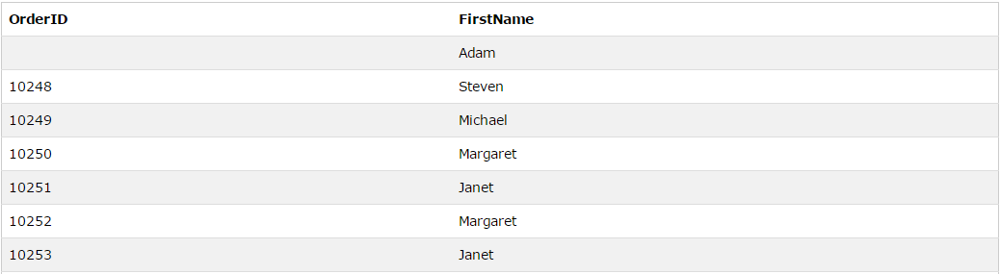 OrderID FirstName
Adam
10248 Steven
10249 Michael
10250 Margaret
10251 Janet
10252 Margaret
10253 Janet